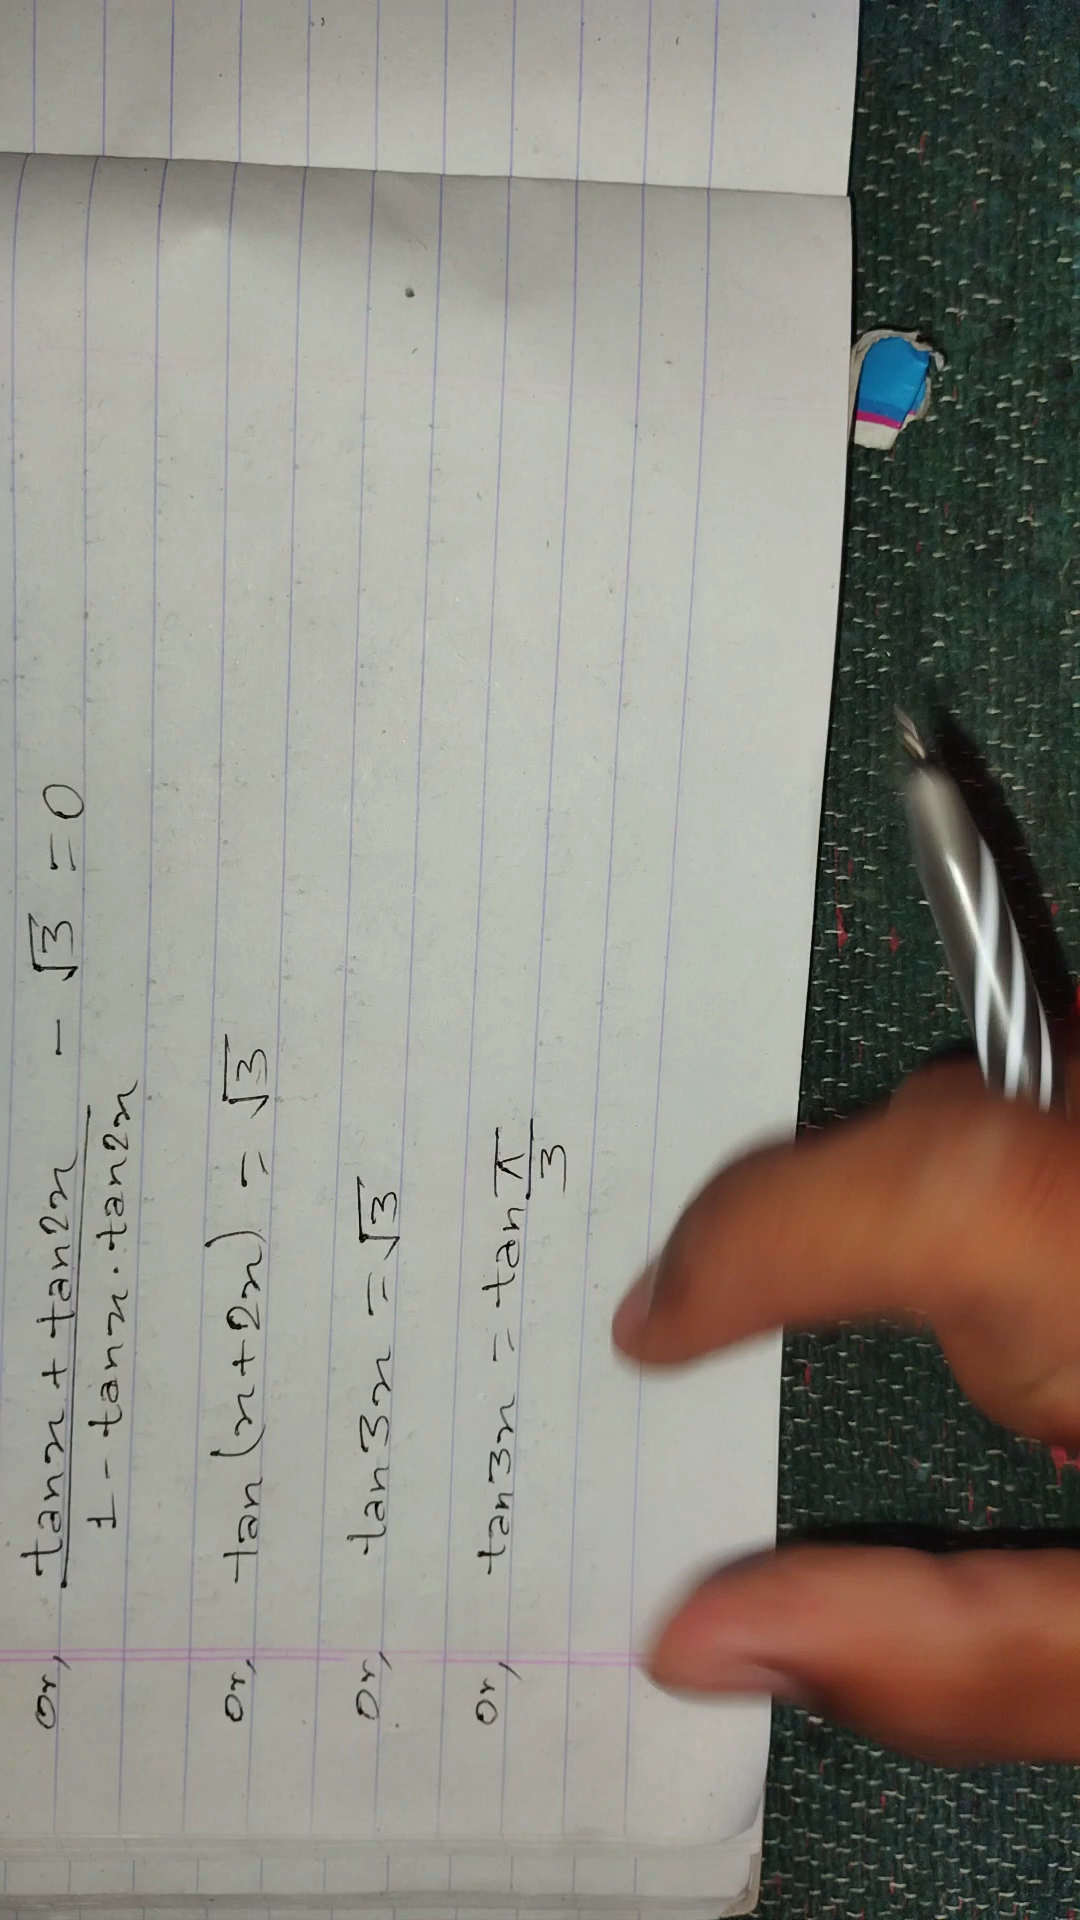 or, (tanx + tan2x)/(1 - tanx . tan2x) - √3 = 0
or, tan(x+2x) = √3
or, tan3x = √3
or, tan3x = tan π/3